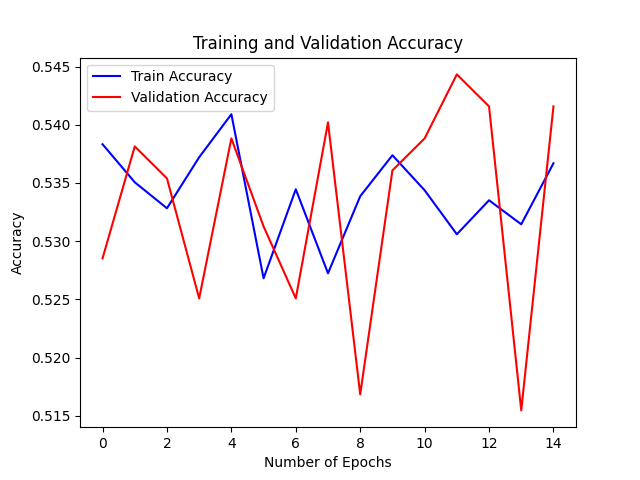 Training and Validation Accuracy
Train Accuracy
Validation Accuracy
0.545
0.540
0.535
0.530
0.525
0.520
0.515
Accuracy
0 2 4 6 8 10 12 14
Number of Epochs